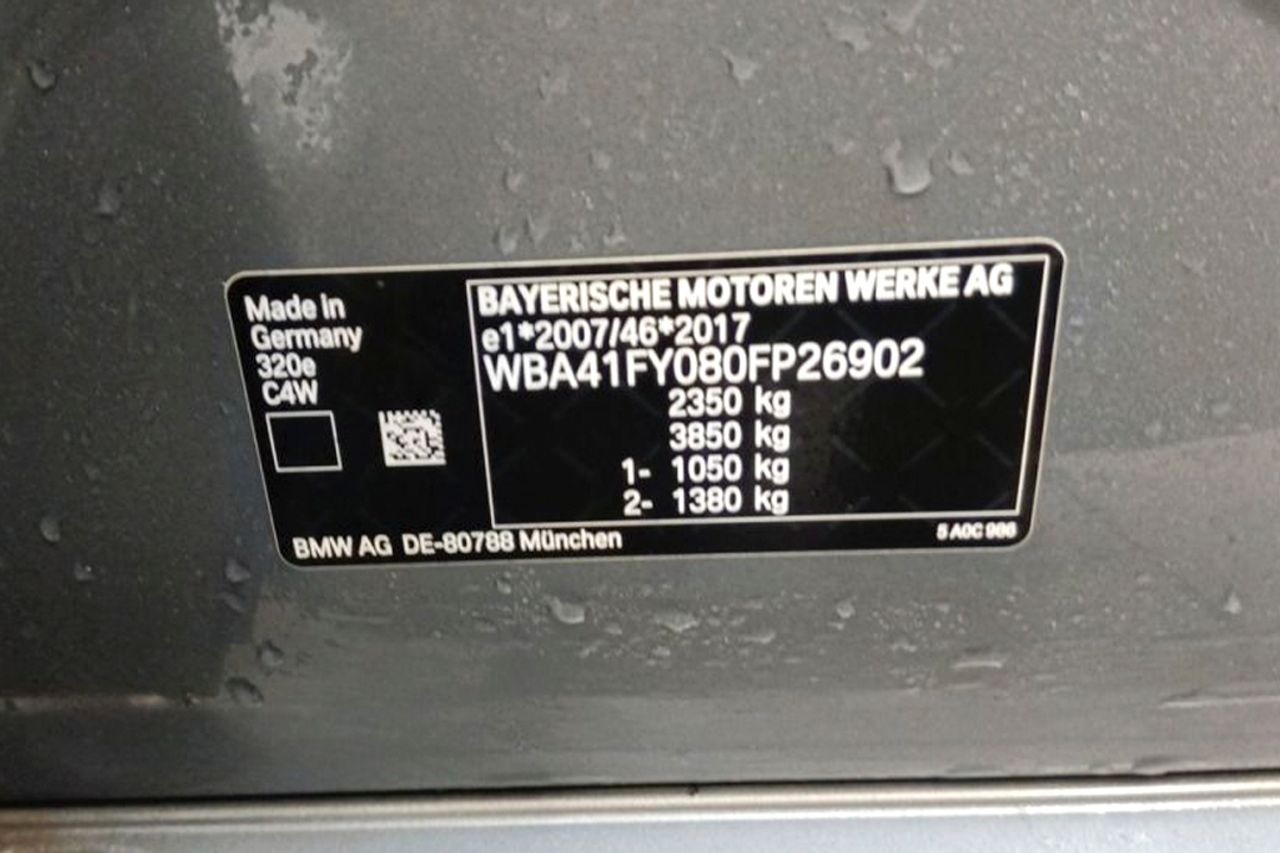 Made in
Germany
320e
C4W
BAYERISCHE MOTOREN WERKE AG
e1*2007/46*2017
WBA41FY080FP26902
2350 kg
3850 kg
1- 1050 kg
2- 1380 kg
BMW AG DE-80788 München
5 A0C 986